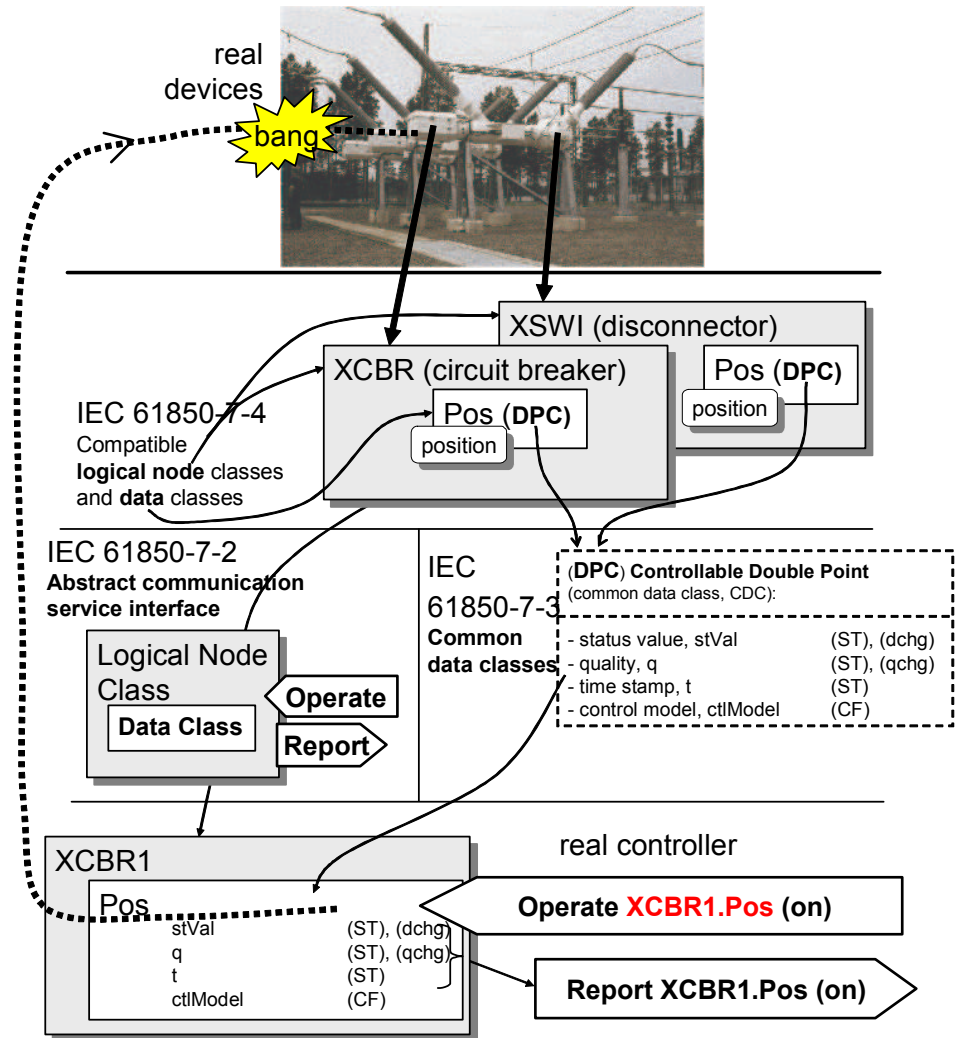 real
devices
bang
XSWI (disconnector)
Pos (DPC)
position
XCBR (circuit breaker)
Pos (DPC)
position
IEC 61850-7-4
Compatible
logical node classes
and data classes
IEC 61850-7-2
Abstract communication
service interface
Logical Node
Class
Data Class
Operate
Report
IEC
61850-7-3
Common
data classes
(DPC) Controllable Double Point
(common data class, CDC):
- status value, stVal (ST), (dchg)
- quality, q (ST), (qchg)
- time stamp, t (ST)
- control model, ctlModel (CF)
real controller
XCBR1
Pos
stVal (ST), (dchg)
q (ST), (qchg)
t (ST)
ctlModel (CF)
Operate XCBR1.Pos (on)
Report XCBR1.Pos (on)